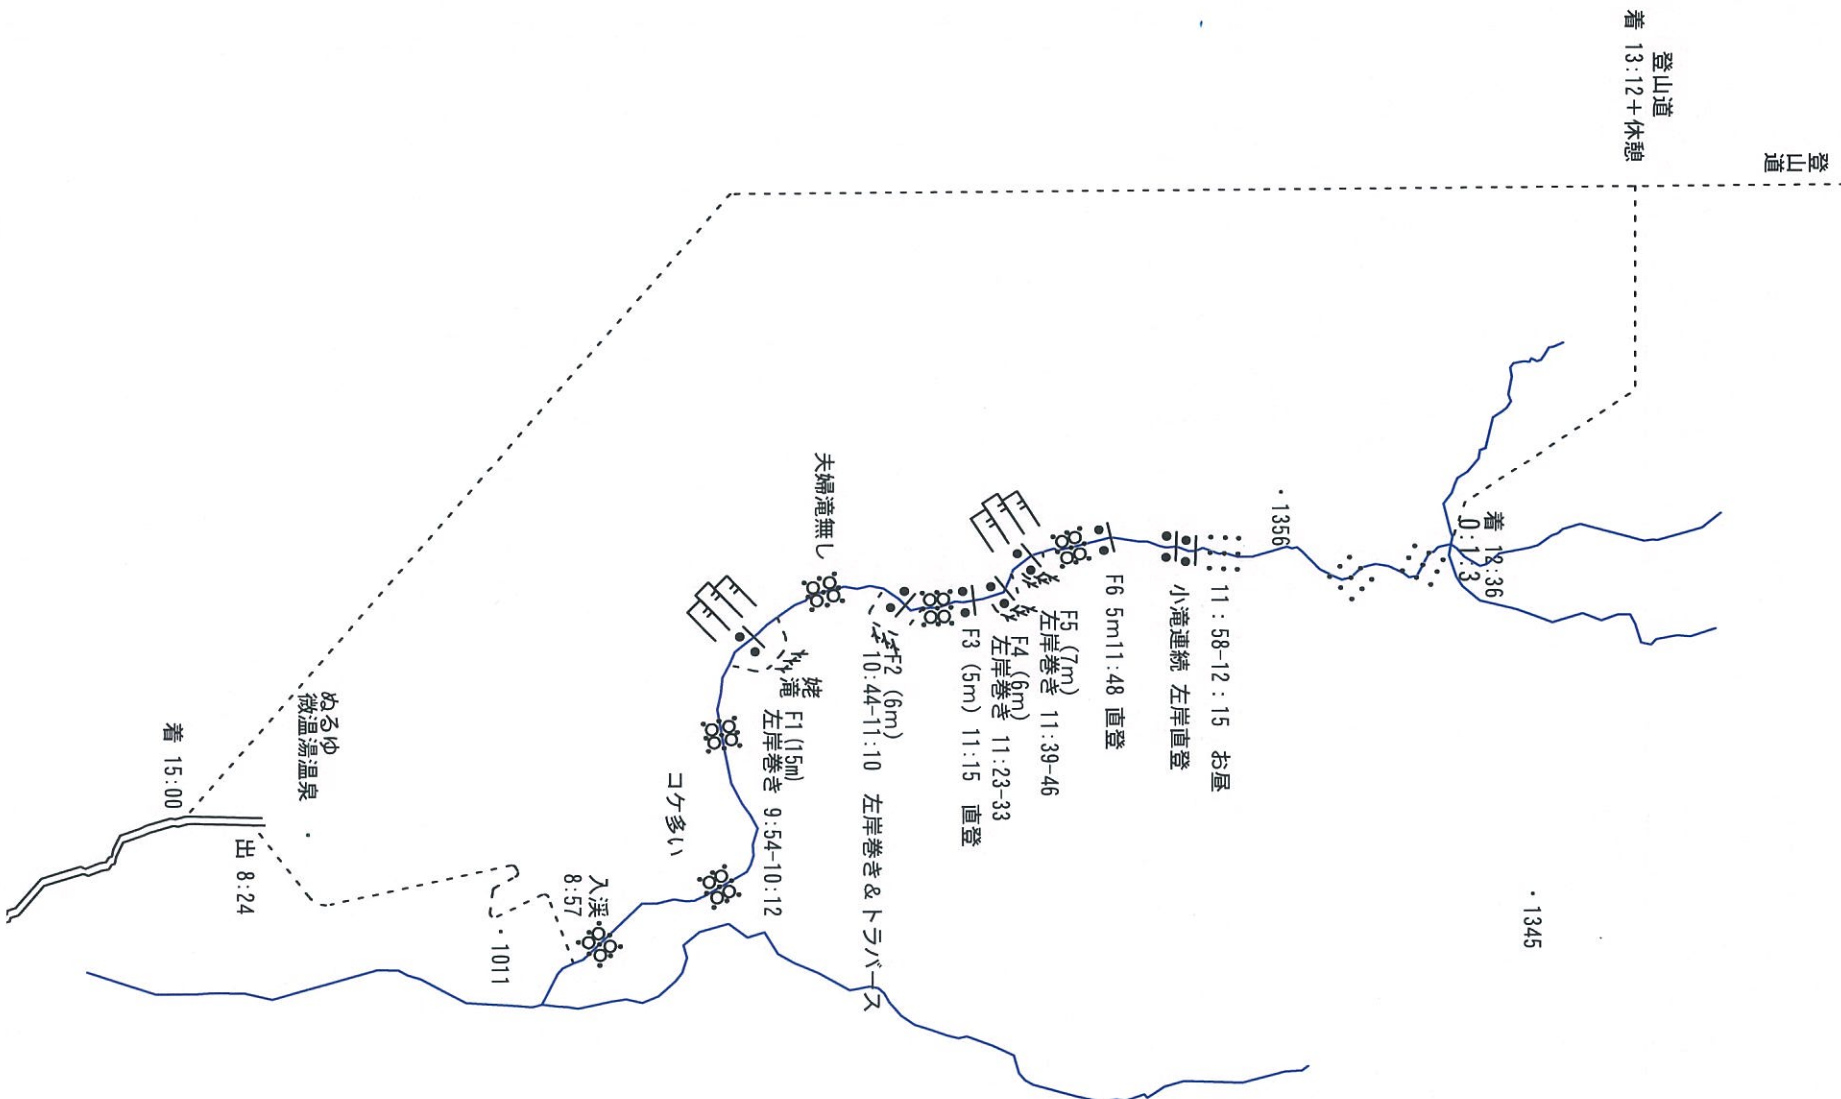 登山道
着 13:12+休憩
登山道
・1356
着 12:36
0:1:3
11:58-12:15 お昼
小滝連続 左岸直登
F6 5m11:48 直登
F5 (7m)
左岸巻き 11:39-46
F4 (6m)
左岸巻き 11:23-33
F3 (5m) 11:15 直登
F2 (6m)
10:44-11:10 左岸巻き&トラバース
夫婦滝無し
姥滝 F1(15m)
左岸巻き 9:54-10:12
コケ多い
入渓
8:57
・1011
・1345
ぬるゆ
微温湯温泉
着 15:00
出 8:24